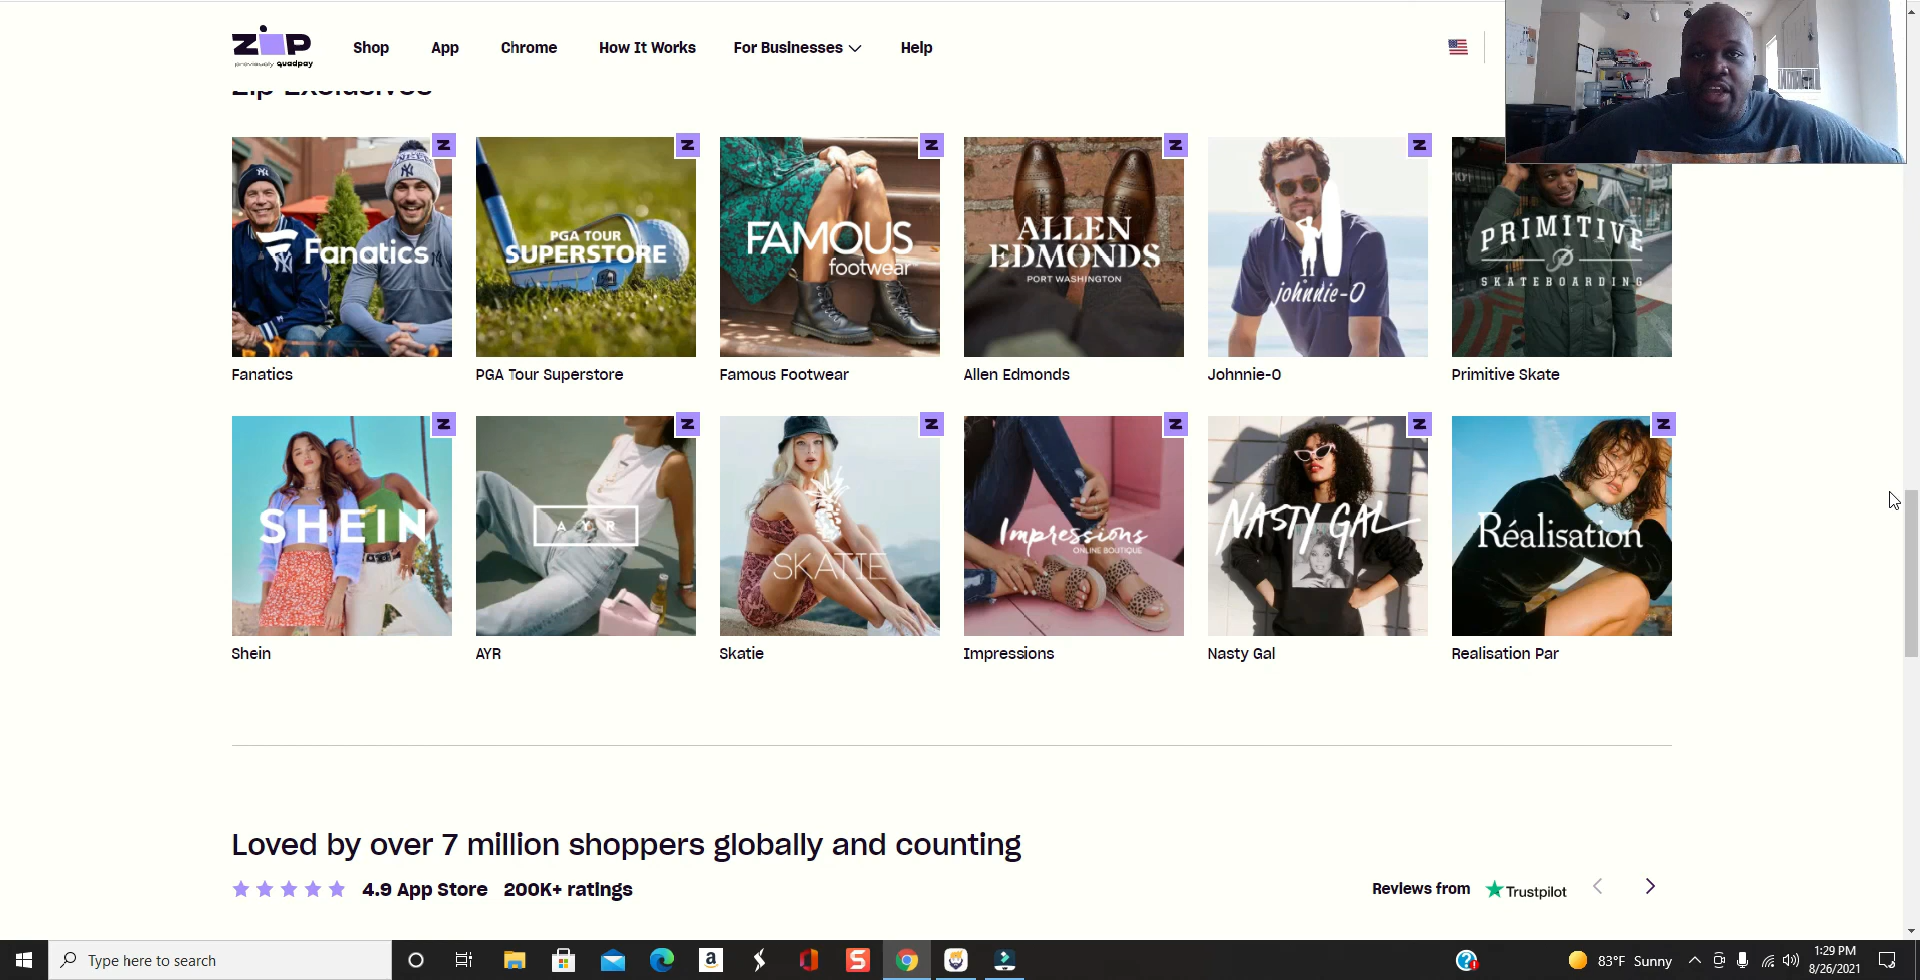 zip
previously quadpay
Shop App Chrome How It Works For Businesses Help
Zip Exclusives
Fanatics
PGA TOUR
SUPERSTORE
FAMOUS
footwear
ALLEN
EDMONDS
PORT WASHINGTON
johnnie-O
PRIMITIVE
SKATEBOARDING
Fanatics PGA Tour Superstore Famous Footwear Allen Edmonds Johnnie-O Primitive Skate
SHEIN
AYR
SKATIE
Impressions
ONLINE BOUTIQUE
NASTY GAL
Réalisation
Shein AYR Skatie Impressions Nasty Gal Realisation Par
Loved by over 7 million shoppers globally and counting
4.9 App Store 200K+ ratings
Reviews from Trustpilot
Type here to search
83°F Sunny
1:29 PM
8/26/2021